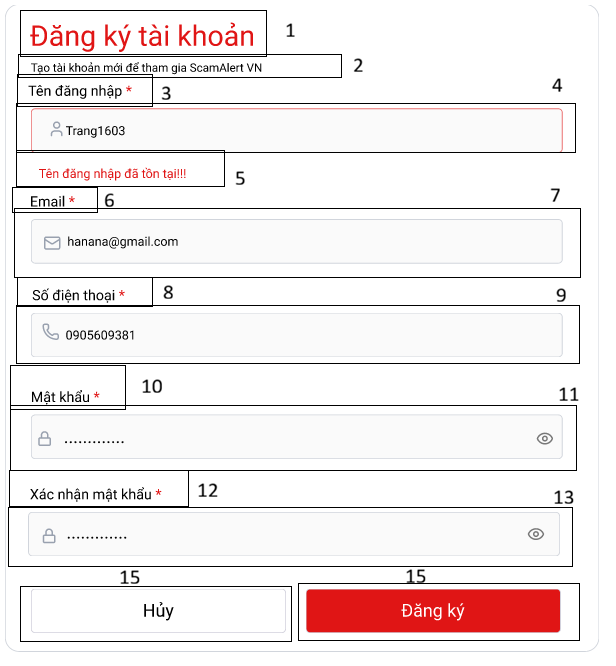 Đăng ký tài khoản 1
Tạo tài khoản mới để tham gia ScamAlert VN 2
Tên đăng nhập * 3 4
Trang1603
Tên đăng nhập đã tồn tại!!! 5
Email * 6 7
hanana@gmail.com
Số điện thoại * 8 9
0905609381
Mật khẩu * 10 11
.............
Xác nhận mật khẩu * 12 13
.............
15 15
Hủy Đăng ký